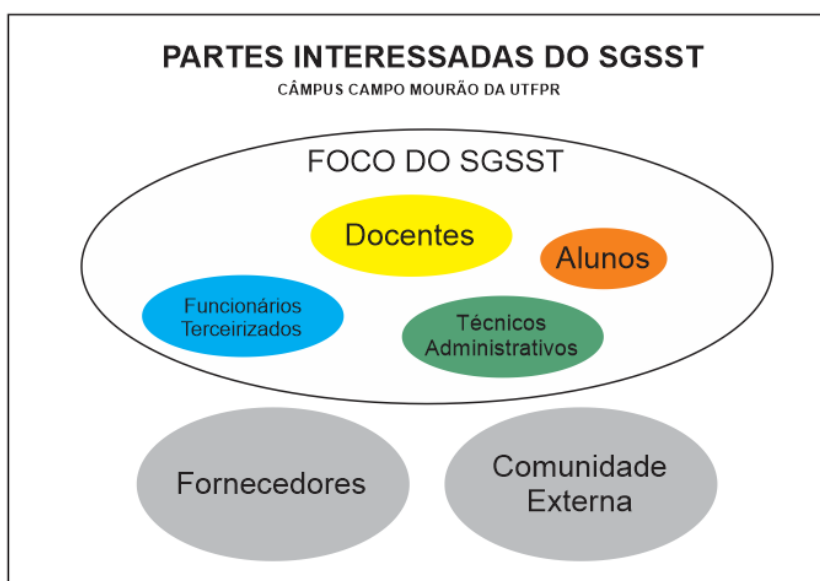 PARTES INTERESSADAS DO SGSST
CÂMPUS CAMPO MOURÃO DA UTFPR
FOCO DO SGSST
Docentes
Alunos
Funcionários
Terceirizados
Técnicos
Administrativos
Fornecedores
Comunidade
Externa